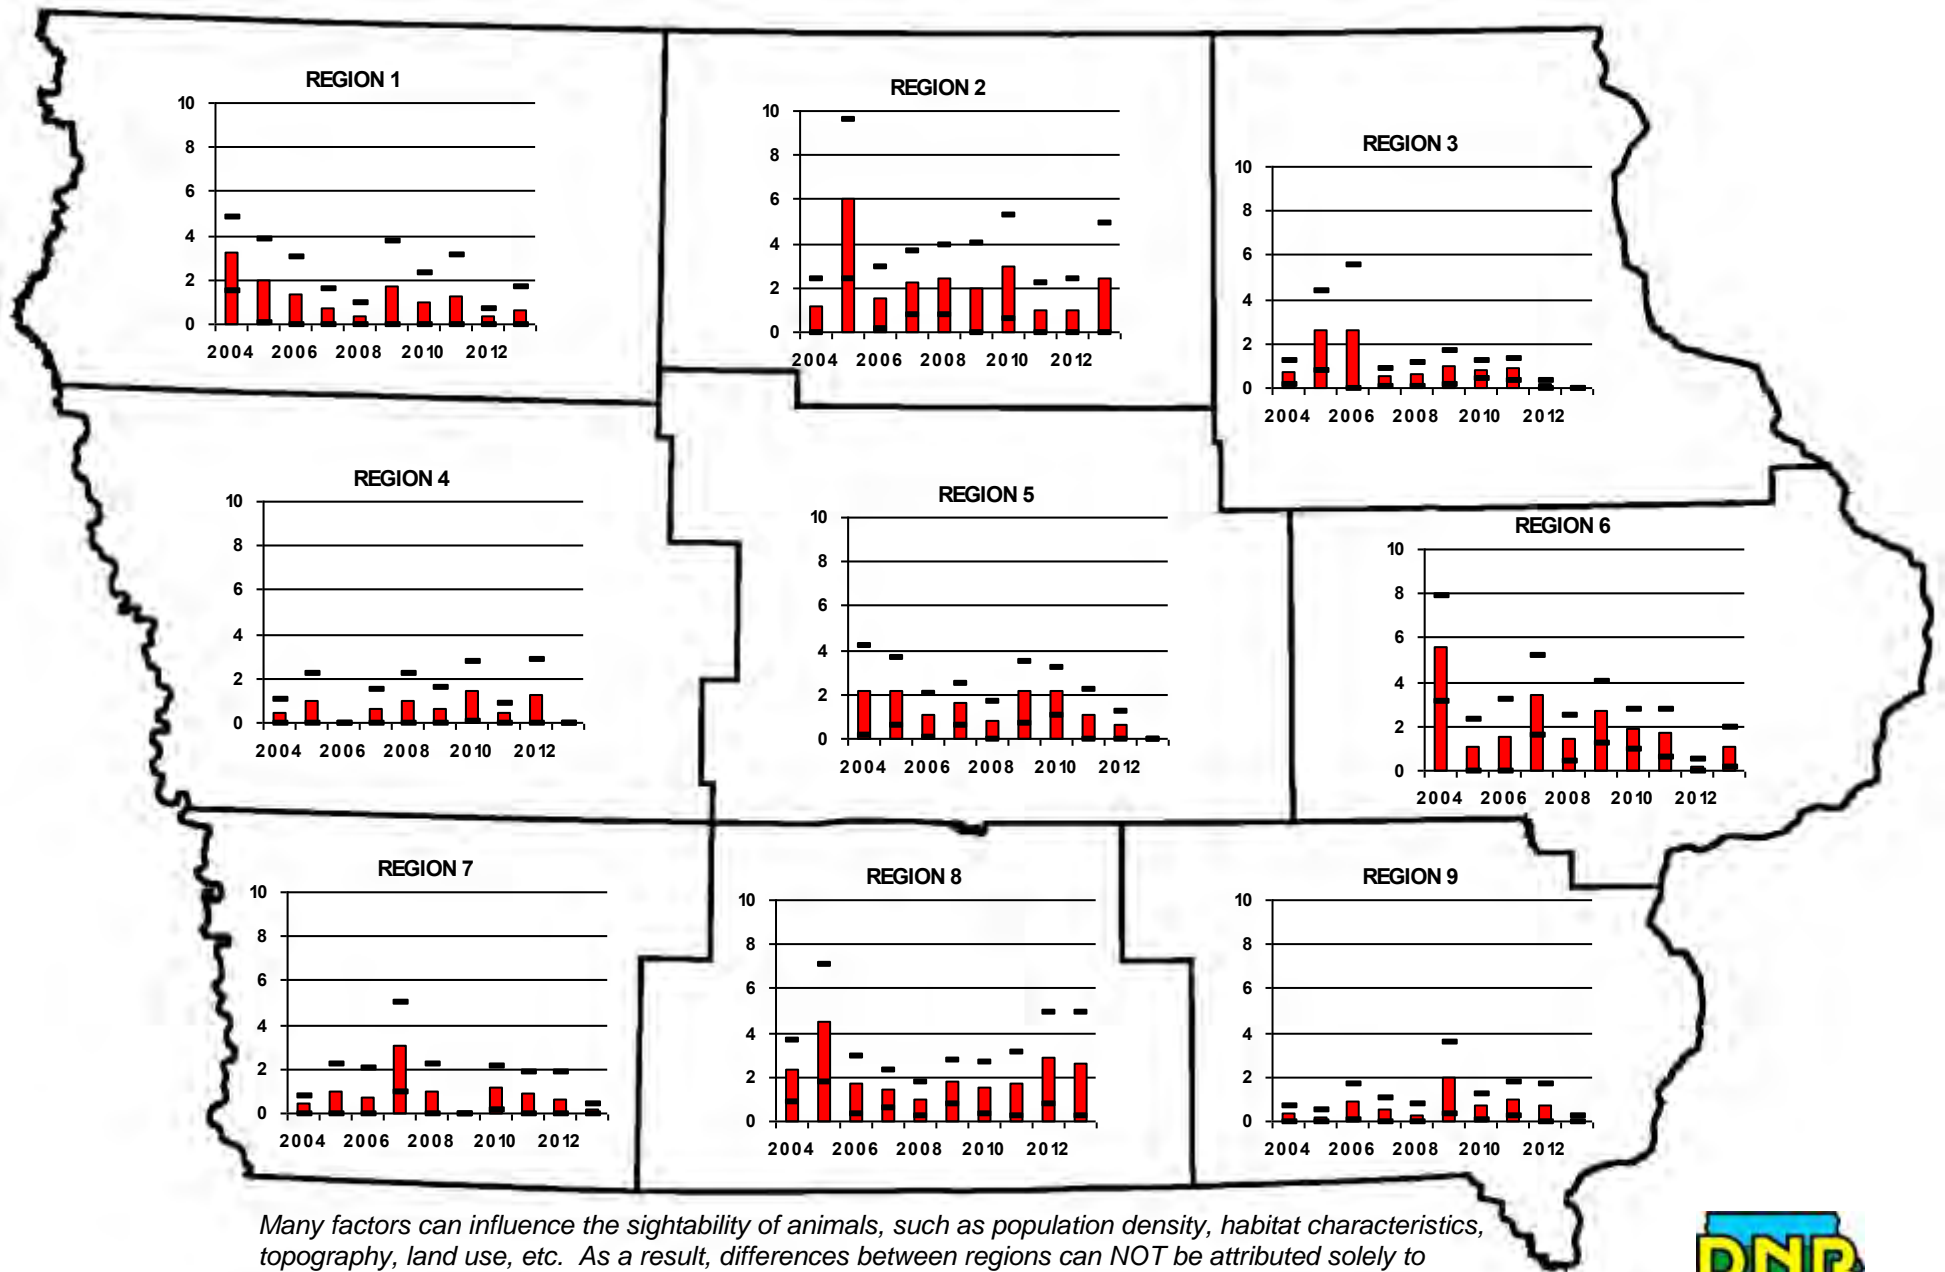 REGION 1
10
8
6
4
2
0
2004 2006 2008 2010 2012
REGION 2
10
8
6
4
2
0
2004 2006 2008 2010 2012
REGION 3
10
8
6
4
2
0
2004 2006 2008 2010 2012
REGION 4
10
8
6
4
2
0
2004 2006 2008 2010 2012
REGION 5
10
8
6
4
2
0
2004 2006 2008 2010 2012
REGION 6
10
8
6
4
2
0
2004 2006 2008 2010 2012
REGION 7
10
8
6
4
2
0
2004 2006 2008 2010 2012
REGION 8
10
8
6
4
2
0
2004 2006 2008 2010 2012
REGION 9
10
8
6
4
2
0
2004 2006 2008 2010 2012
Many factors can influence the sightability of animals, such as population density, habitat characteristics,
topography, land use, etc. As a result, differences between regions can NOT be attributed solely to
DNR